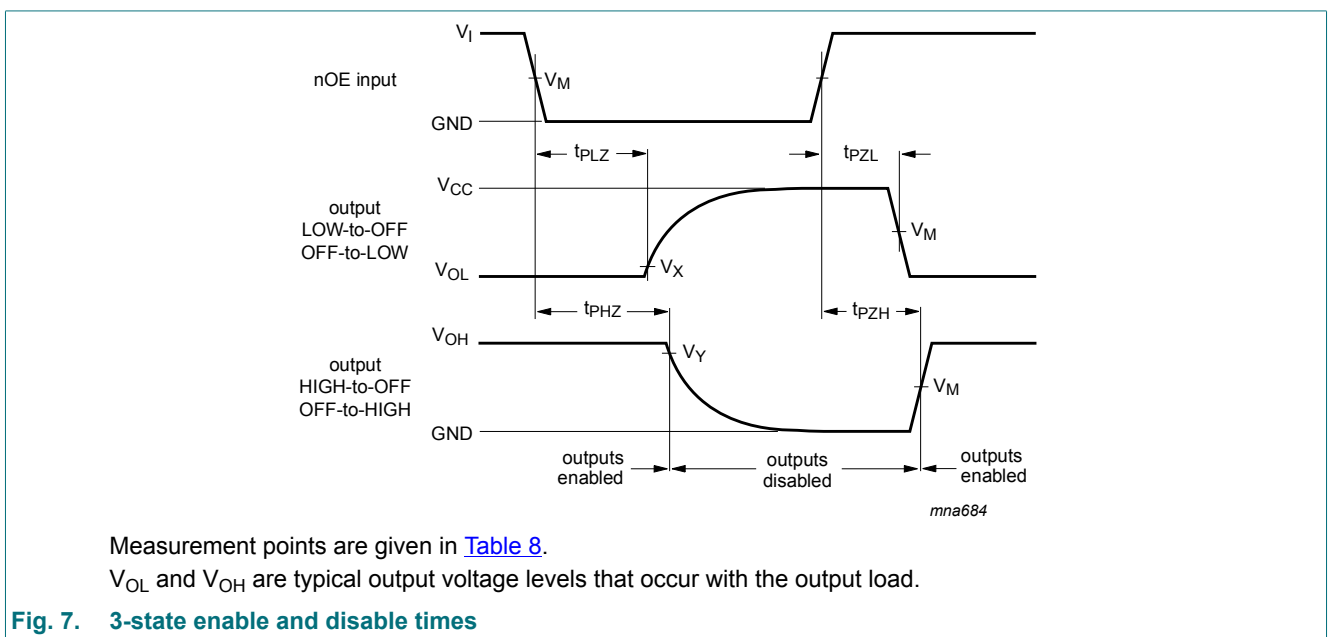 VI
nOE input
VM
GND
tPLZ
tPZL
VCC
output
LOW-to-OFF
OFF-to-LOW
VM
VOL
VX
tPHZ
tPZH
VOH
VY
output
HIGH-to-OFF
OFF-to-HIGH
VM
GND
outputs
enabled
outputs
disabled
outputs
enabled
mna684
Measurement points are given in Table 8.
VOL and VOH are typical output voltage levels that occur with the output load.
Fig. 7. 3-state enable and disable times